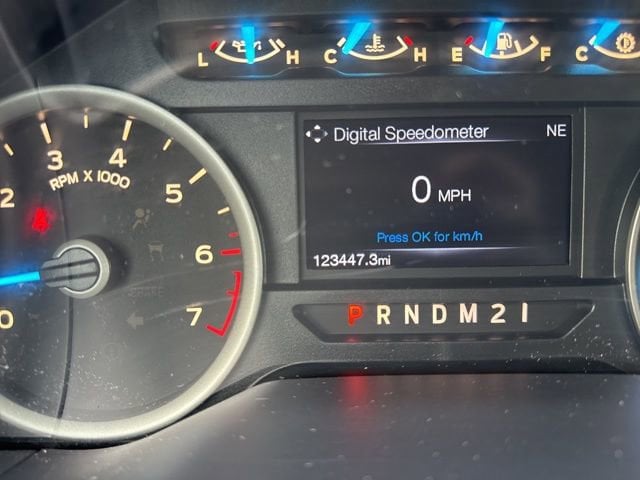 L H C H E F C
Digital Speedometer NE
0 MPH
Press OK for km/h
123447.3mi
P R N D M 2 1
2 3 4 5 6 7
RPM X 1000
0